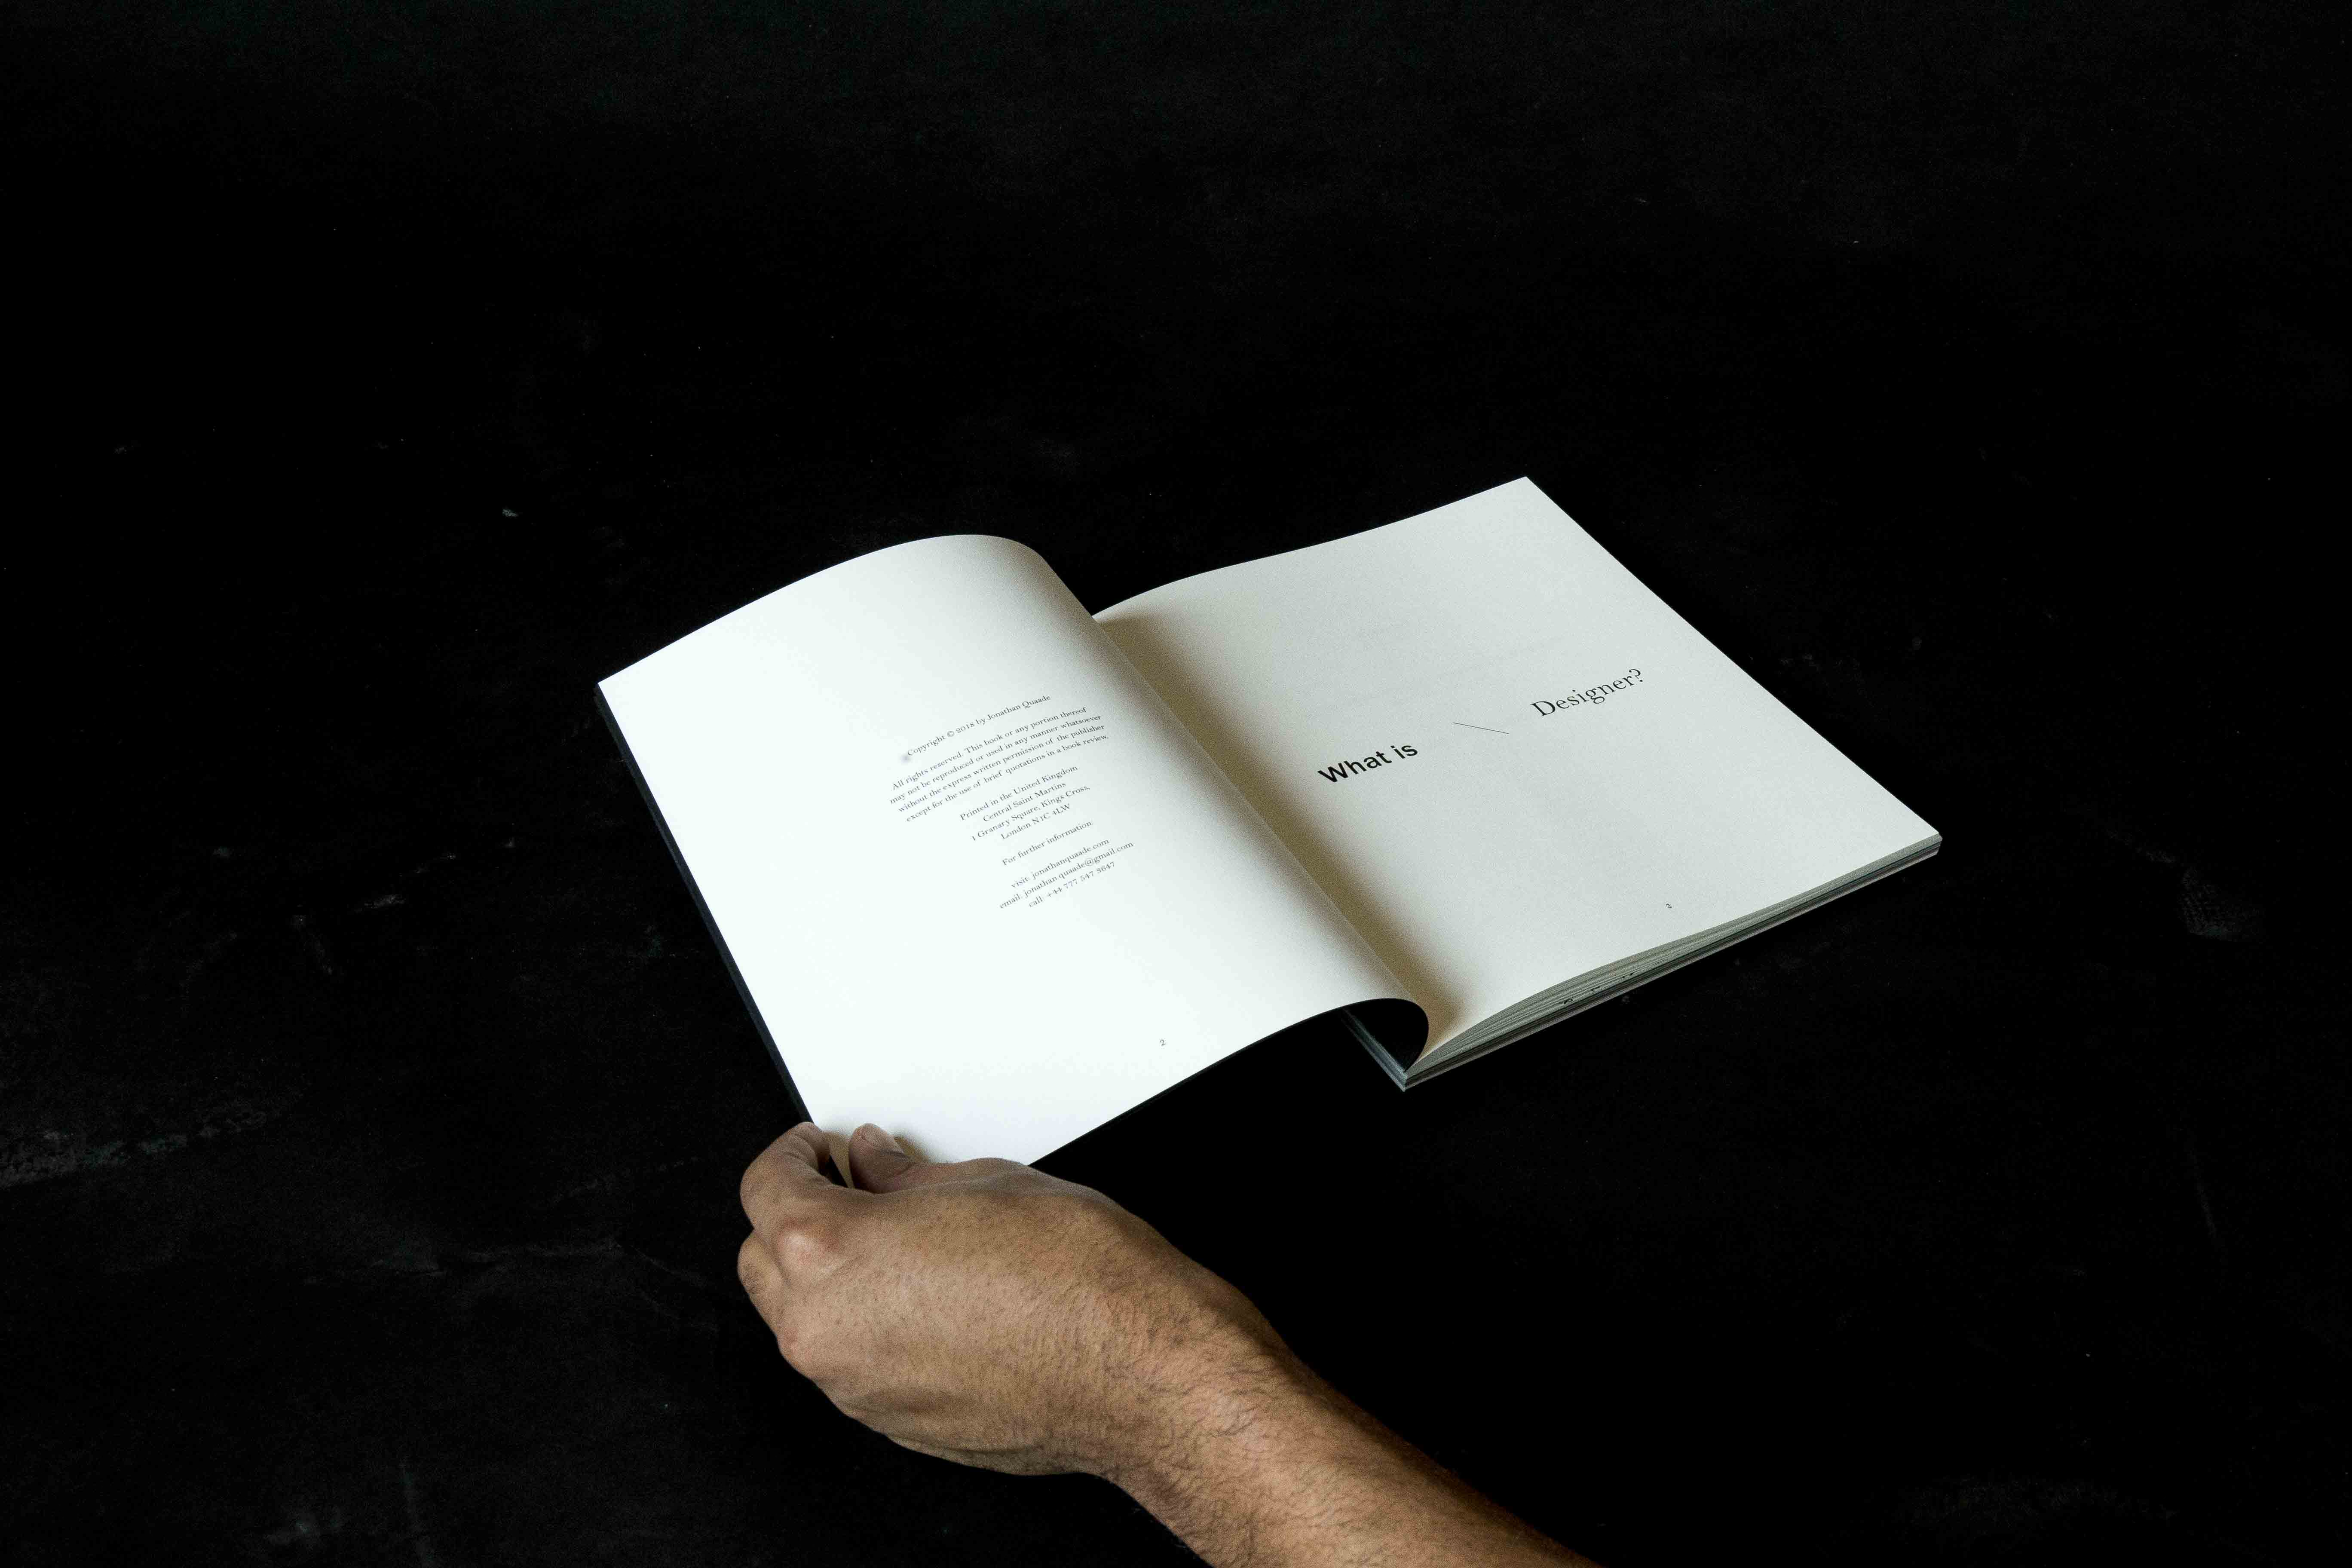 Copyright © 2018 by Jonathan Quaade
All rights reserved. This book or any portion thereof
may not be reproduced or used in any manner whatsoever
without the express written permission of the publisher
except for the use of brief quotations in a book review.
Printed in the United Kingdom
Central Saint Martins
1 Granary Square, Kings Cross,
London N1C 4LW
For further information:
visit: jonathanquaade.com
email: jonathan.quaade@gmail.com
call: +44 777 547 3647
2
What is \ Designer?
3